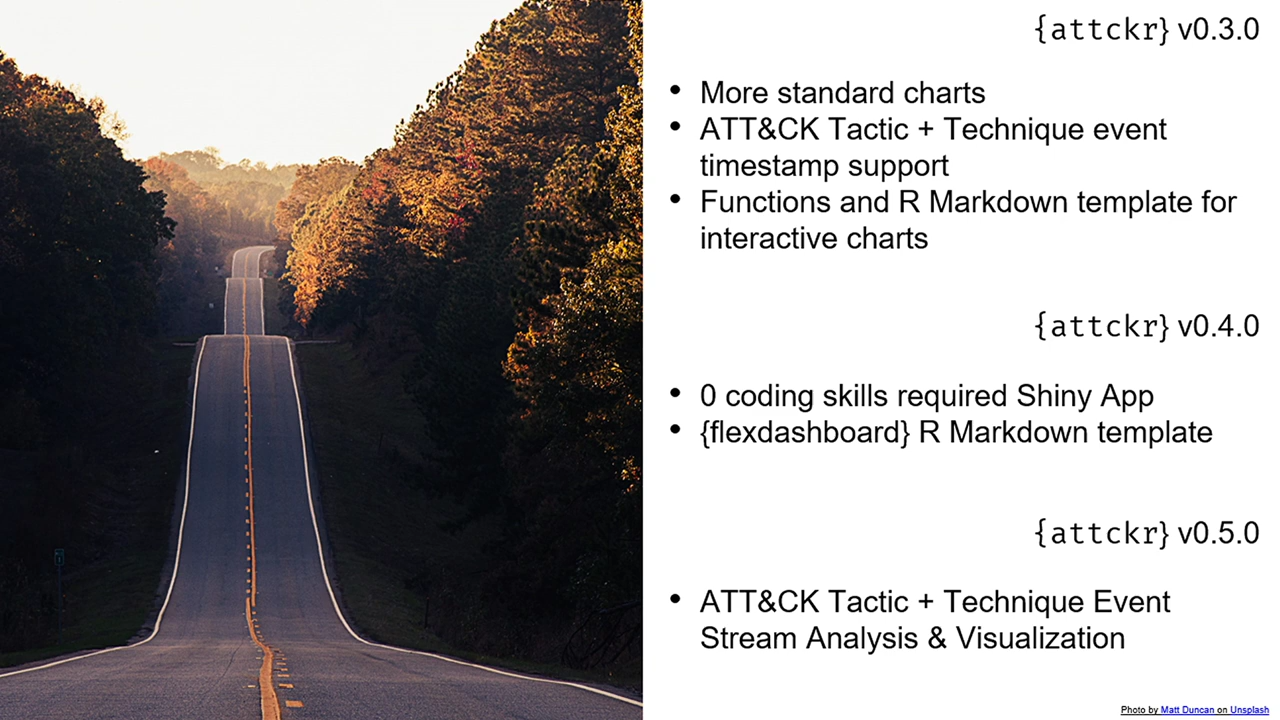 {attckr} v0.3.0
• More standard charts
• ATT&CK Tactic + Technique event
timestamp support
• Functions and R Markdown template for
interactive charts
{attckr} v0.4.0
• 0 coding skills required Shiny App
• {flexdashboard} R Markdown template
{attckr} v0.5.0
• ATT&CK Tactic + Technique Event
Stream Analysis & Visualization
Photo by Matt Duncan on Unsplash